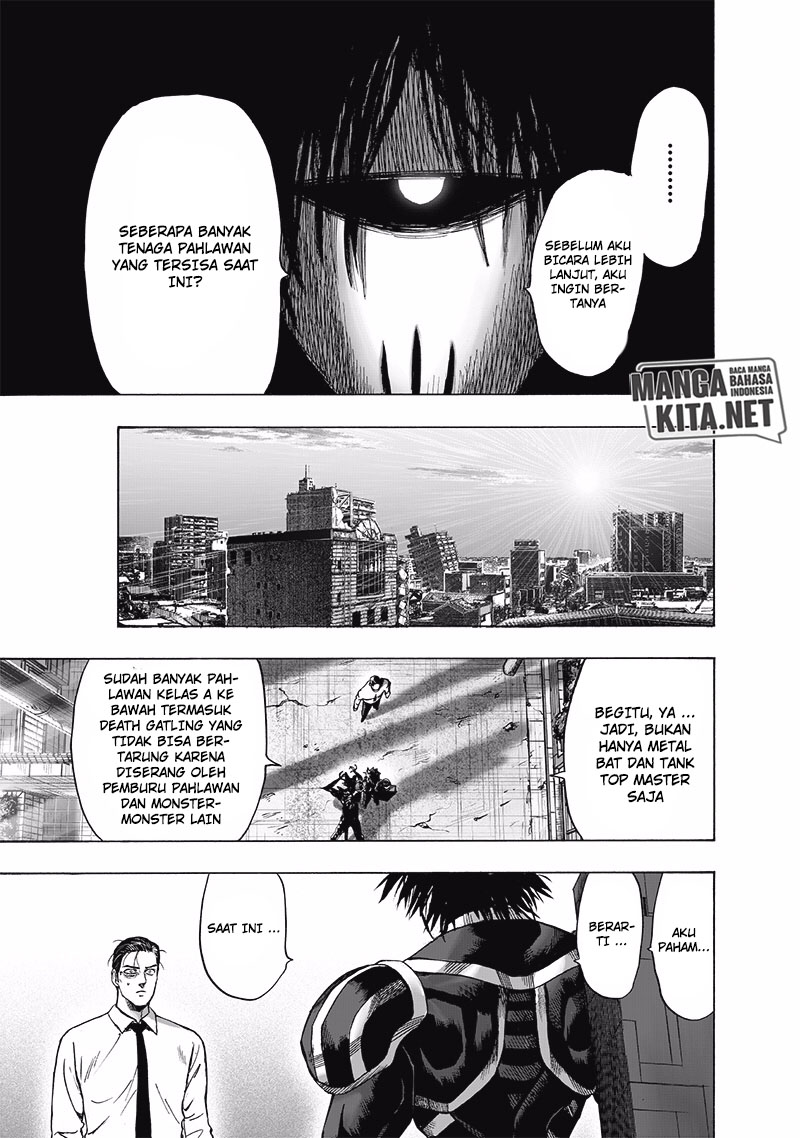 .........
SEBELUM AKU
BICARA LEBIH
LANJUT, AKU
INGIN BER-
TANYA
SEBERAPA BANYAK
TENAGA PAHLAWAN
YANG TERSISA SAAT
INI?
MANGA
KITA.NET
BACA MANGA
BAHASA
INDONESIA
BEGITU, YA ...
JADI, BUKAN
HANYA METAL
BAT DAN TANK
TOP MASTER
SAJA
SUDAH BANYAK PAH-
LAWAN KELAS A KE
BAWAH TERMASUK
DEATH GATLING YANG
TIDAK BISA BER-
TARUNG KARENA
DISERANG OLEH
PEMBURU PAHLAWAN
DAN MONSTER-
MONSTER LAIN
AKU
PAHAM...
BERAR-
TI ...
SAAT INI ...